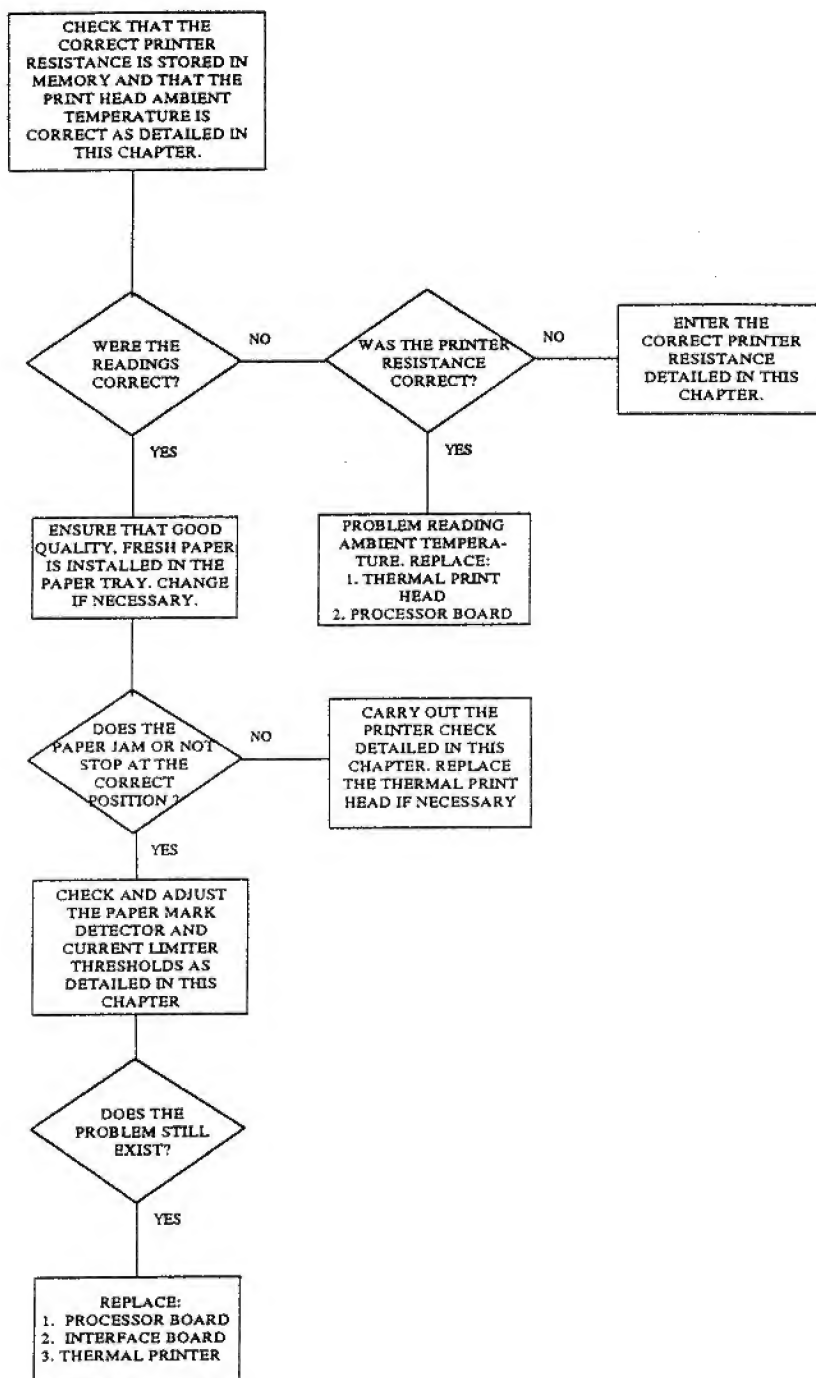 CHECK THAT THE
CORRECT PRINTER
RESISTANCE IS STORED IN
MEMORY AND THAT THE
PRINT HEAD AMBIENT
TEMPERATURE IS
CORRECT AS DETAILED IN
THIS CHAPTER.
WERE THE
READINGS
CORRECT?
NO
WAS THE PRINTER
RESISTANCE
CORRECT?
NO
ENTER THE
CORRECT PRINTER
RESISTANCE
DETAILED IN THIS
CHAPTER.
YES
YES
ENSURE THAT GOOD
QUALITY, FRESH PAPER
IS INSTALLED IN THE
PAPER TRAY. CHANGE
IF NECESSARY.
PROBLEM READING
AMBIENT TEMPERA-
TURE. REPLACE:
1. THERMAL PRINT
HEAD
2. PROCESSOR BOARD
DOES THE
PAPER JAM OR NOT
STOP AT THE
CORRECT
POSITION ?
NO
CARRY OUT THE
PRINTER CHECK
DETAILED IN THIS
CHAPTER. REPLACE
THE THERMAL PRINT
HEAD IF NECESSARY
YES
CHECK AND ADJUST
THE PAPER MARK
DETECTOR AND
CURRENT LIMITER
THRESHOLDS AS
DETAILED IN THIS
CHAPTER
DOES THE
PROBLEM STILL
EXIST?
YES
REPLACE:
1. PROCESSOR BOARD
2. INTERFACE BOARD
3. THERMAL PRINTER